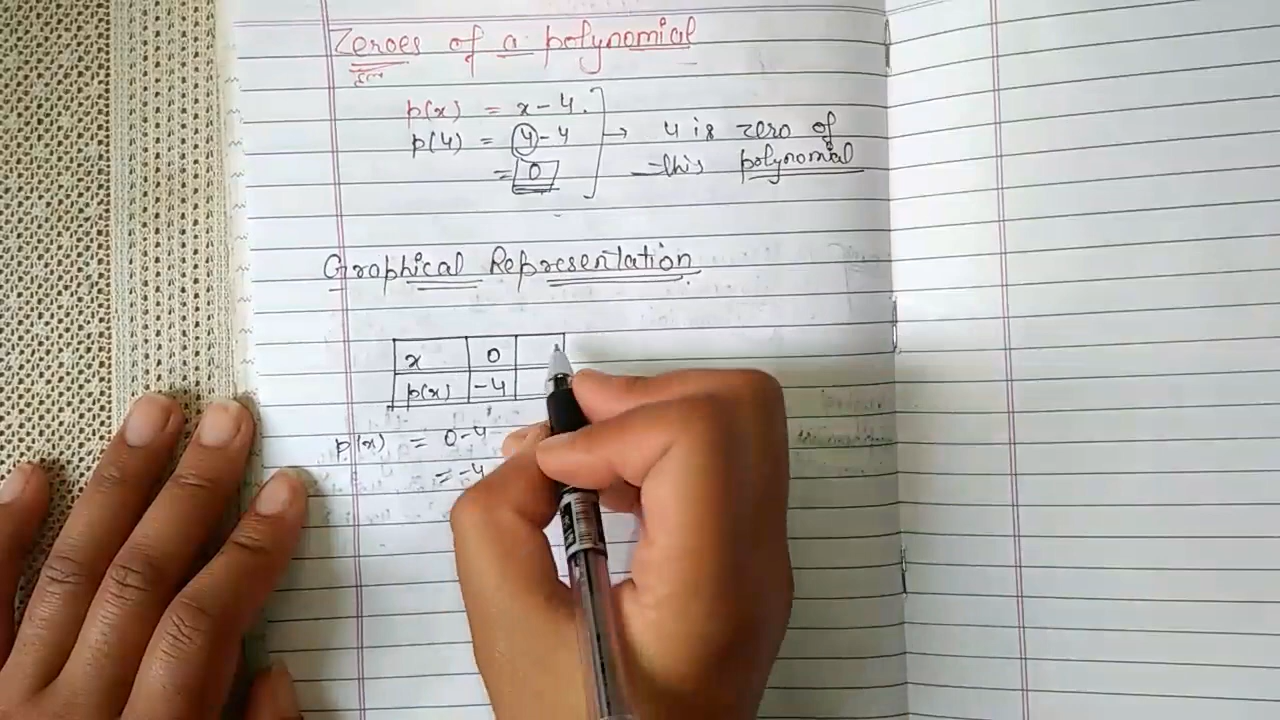 Zeroes of a polynomial
p(x) = x - 4.
p(4) = 4 - 4
= 0
→ 4 is zero of
this polynomial
Graphical Representation
x 0
p(x) -4
p(x) = 0-4
= -4